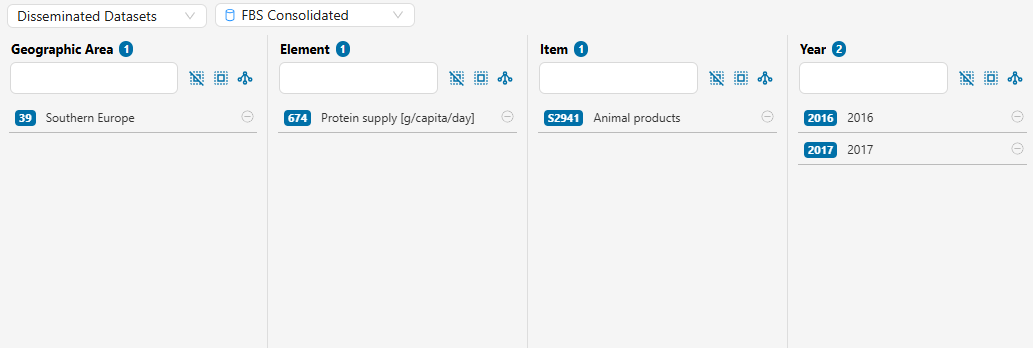 Disseminated Datasets
FBS Consolidated
Geographic Area 1
Element 1
Item 1
Year 2
39 Southern Europe
674 Protein supply [g/capita/day]
S2941 Animal products
2016 2016
2017 2017